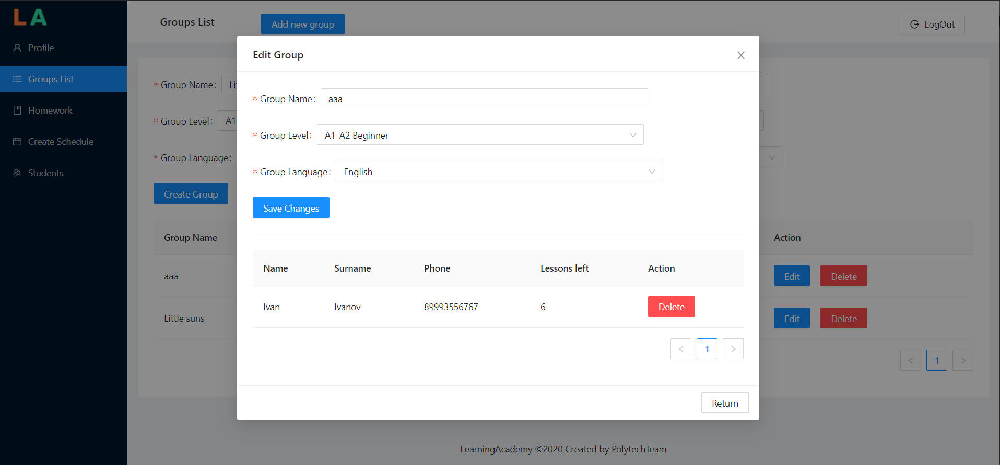 LA
Profile
Groups List
Homework
Create Schedule
Students
Groups List
Add new group
LogOut
* Group Name:
* Group Level: A1
* Group Language:
Create Group
Group Name
Action
aaa
Edit Delete
Little suns
Edit Delete
< 1 >
Edit Group
* Group Name: aaa
* Group Level: A1-A2 Beginner
* Group Language: English
Save Changes
Name Surname Phone Lessons left Action
Ivan Ivanov 89993556767 6 Delete
< 1 >
Return
LearningAcademy ©2020 Created by PolytechTeam